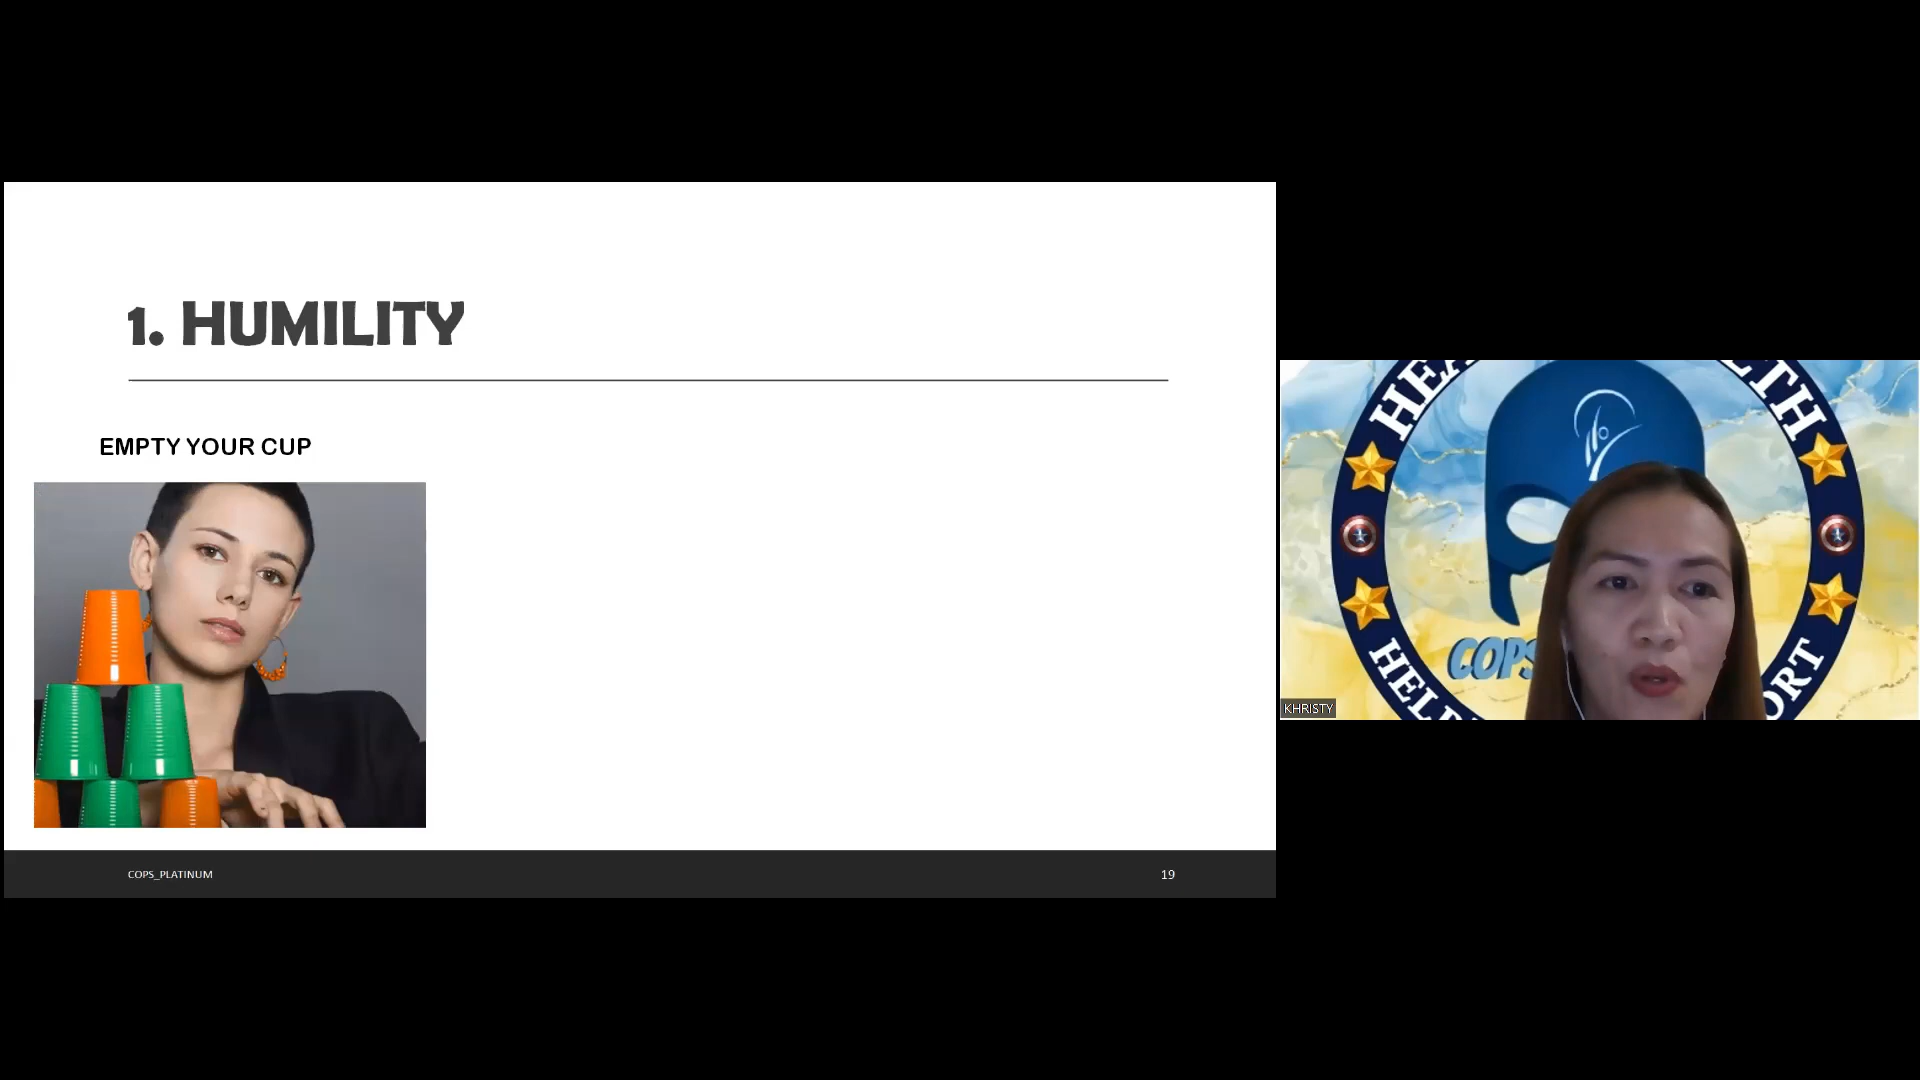 1. HUMILITY
EMPTY YOUR CUP
COPS_PLATINUM
19
COPS
KHRISTY